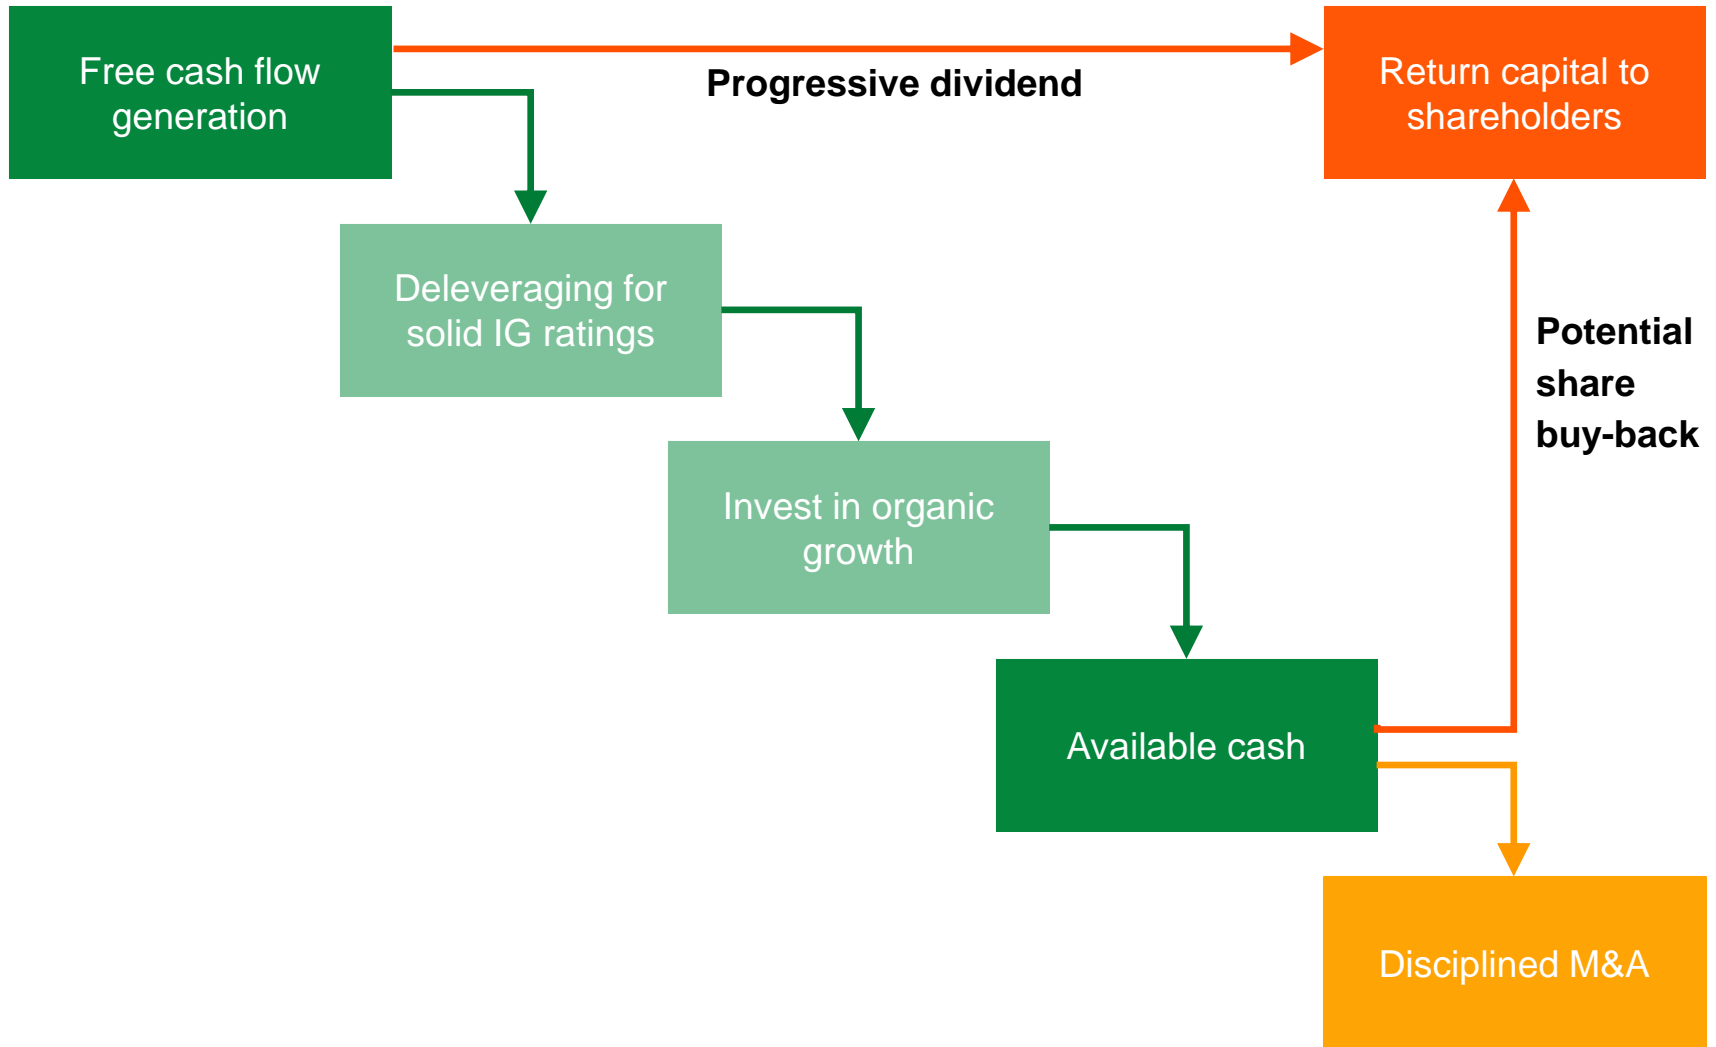 Free cash flow
generation
Progressive dividend
Return capital to
shareholders
Deleveraging for
solid IG ratings
Potential
share
buy-back
Invest in organic
growth
Available cash
Disciplined M&A